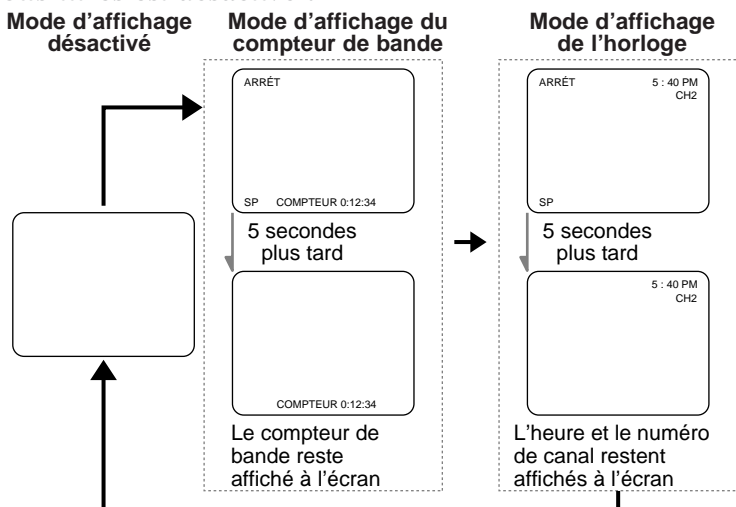 Mode d'affichage
désactivé
Mode d'affichage du
compteur de bande
Mode d'affichage
de l'horloge
ARRÉT
SP COMPTEUR 0:12:34
5 secondes
plus tard
COMPTEUR 0:12:34
Le compteur de
bande reste
affiché à l'écran
ARRÉT 5 : 40 PM
CH2
SP
5 secondes
plus tard
5 : 40 PM
CH2
L'heure et le numéro
de canal restent
affichés à l'écran